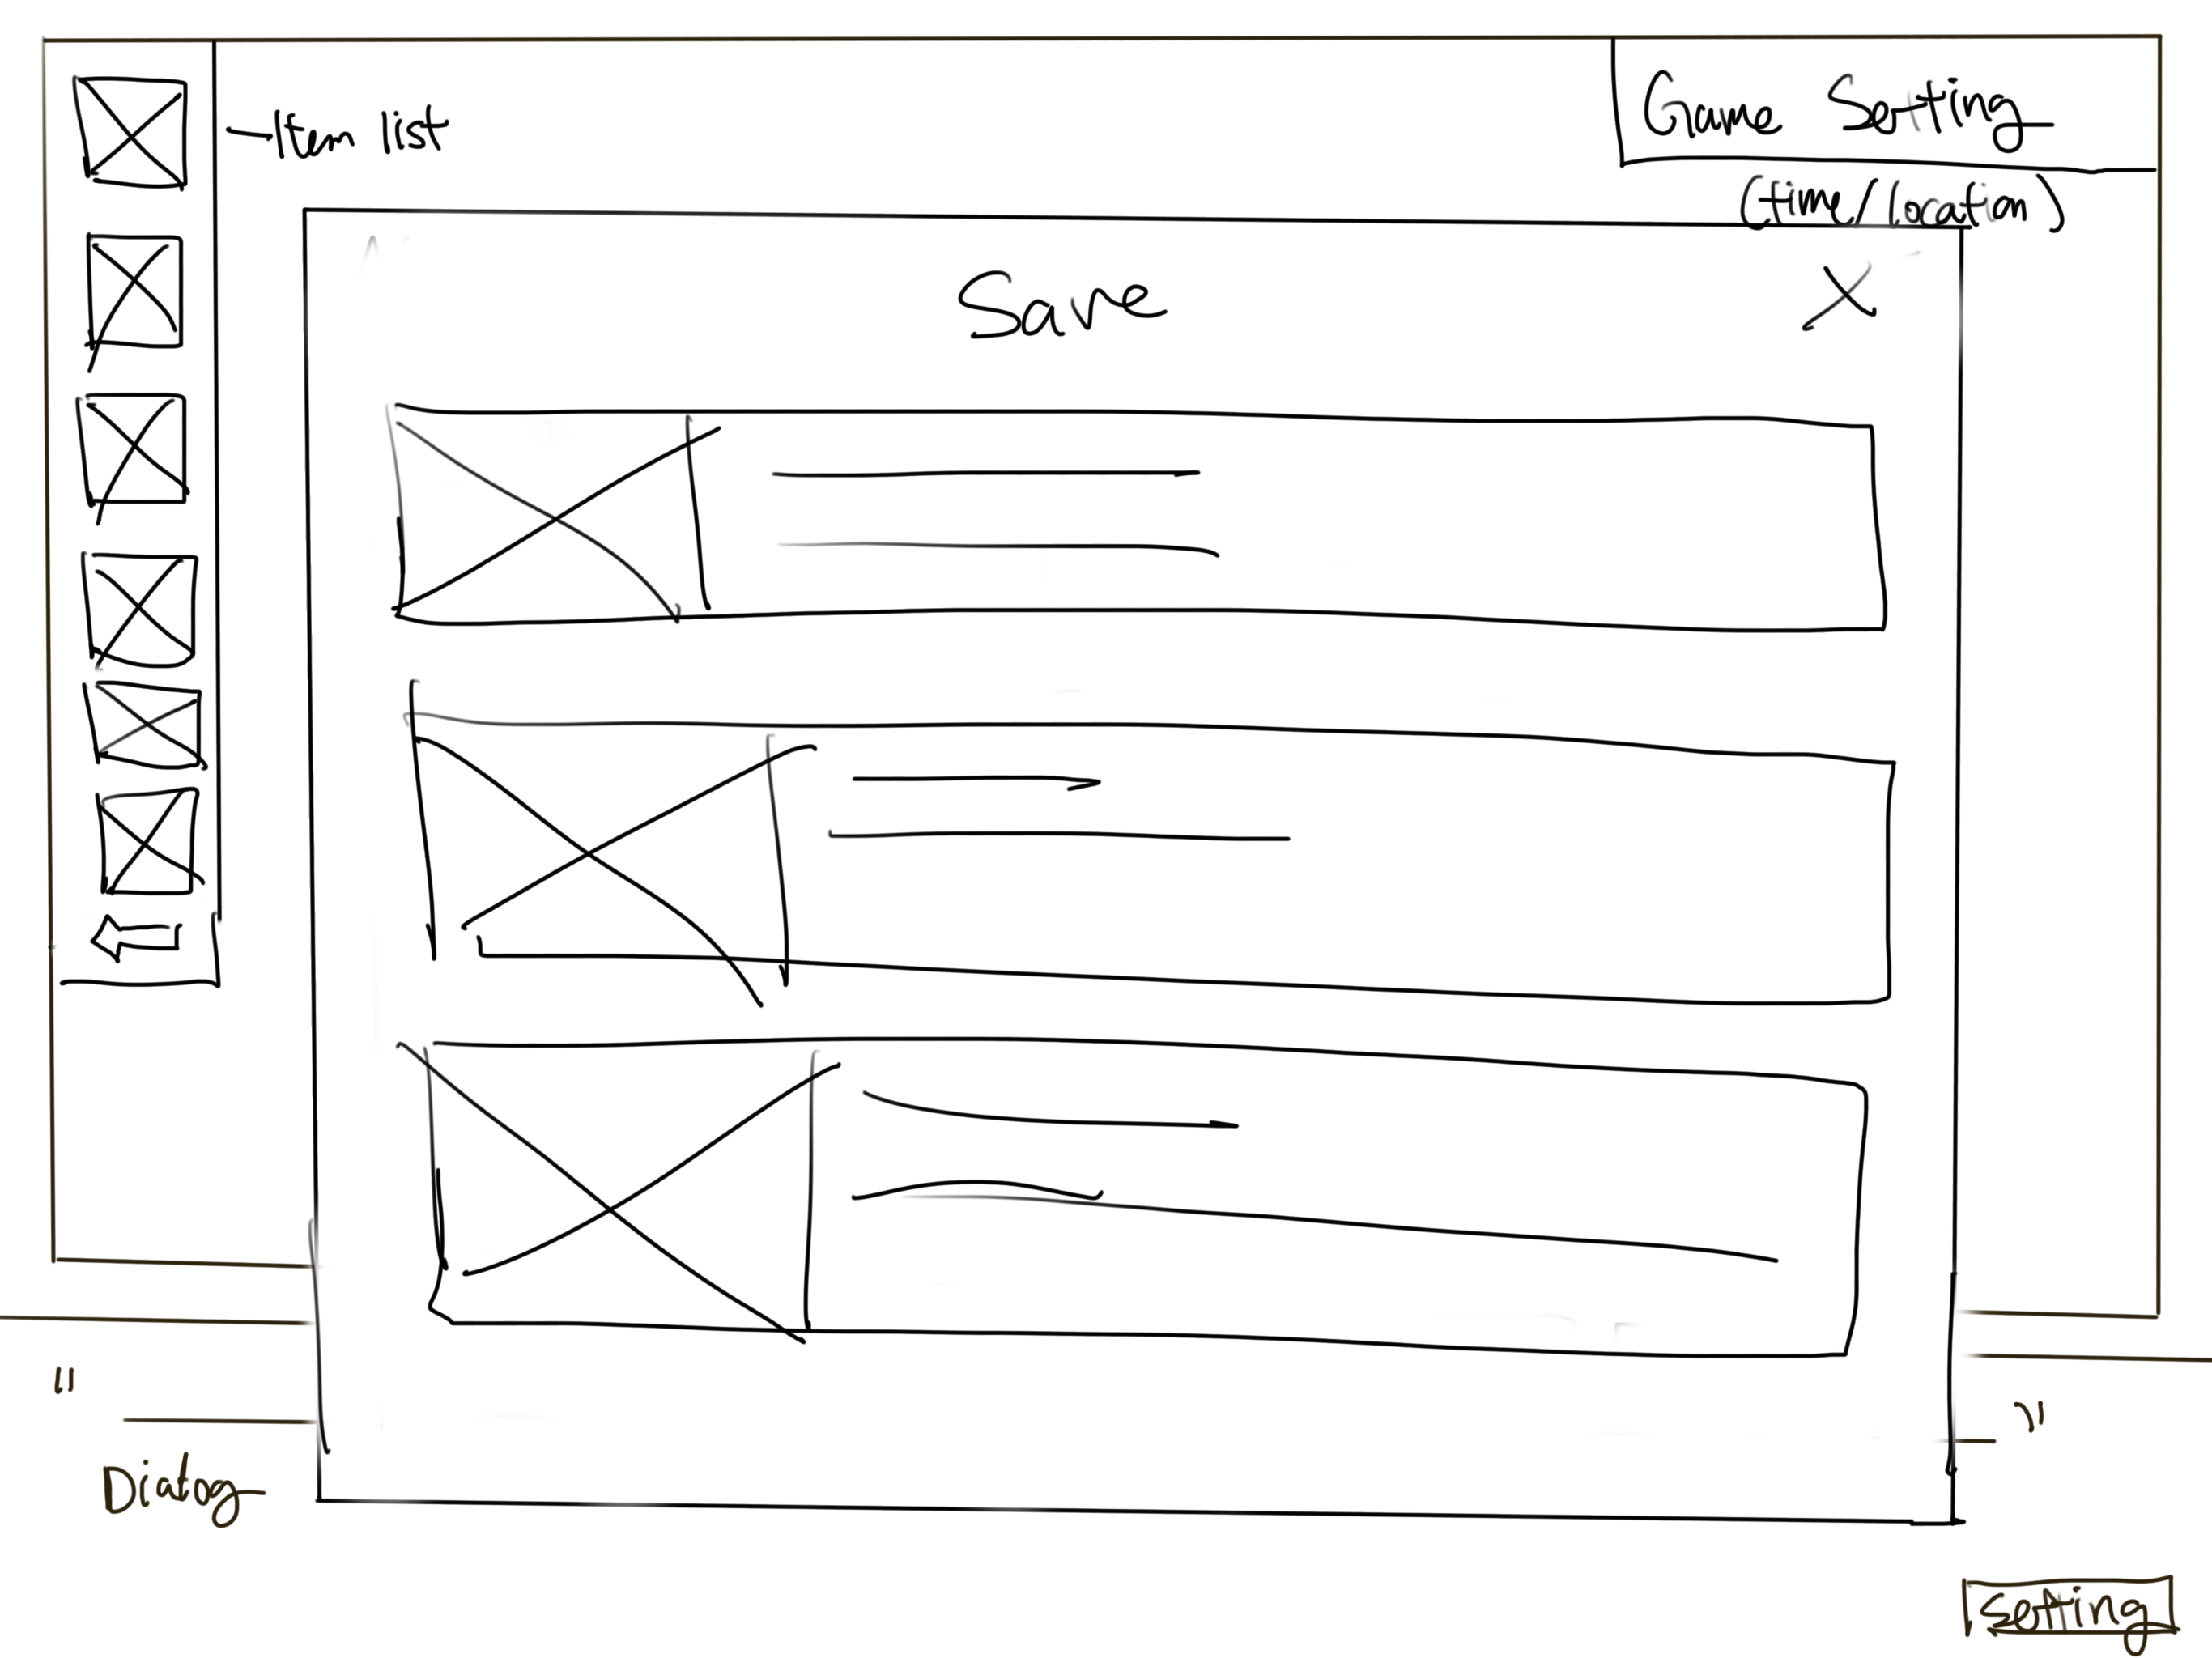 Item list
Game Setting
(time/location)
Save
X
"
"
Dialog
setting